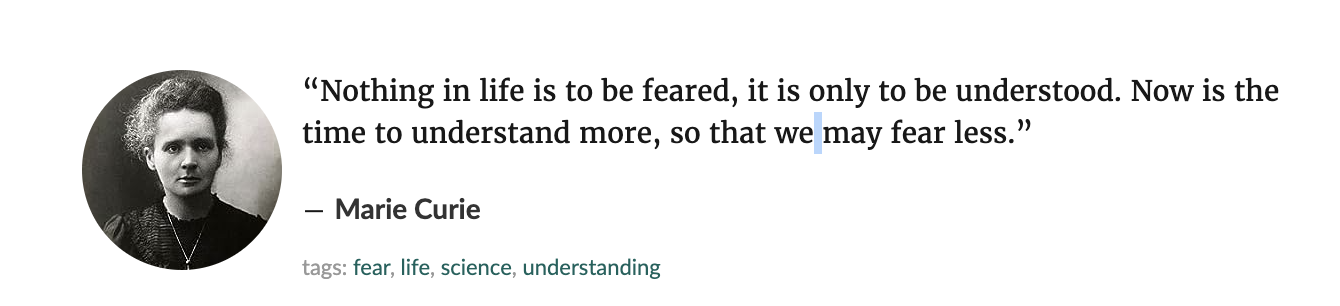 “Nothing in life is to be feared, it is only to be understood. Now is the
time to understand more, so that we may fear less.”
— Marie Curie
tags: fear, life, science, understanding